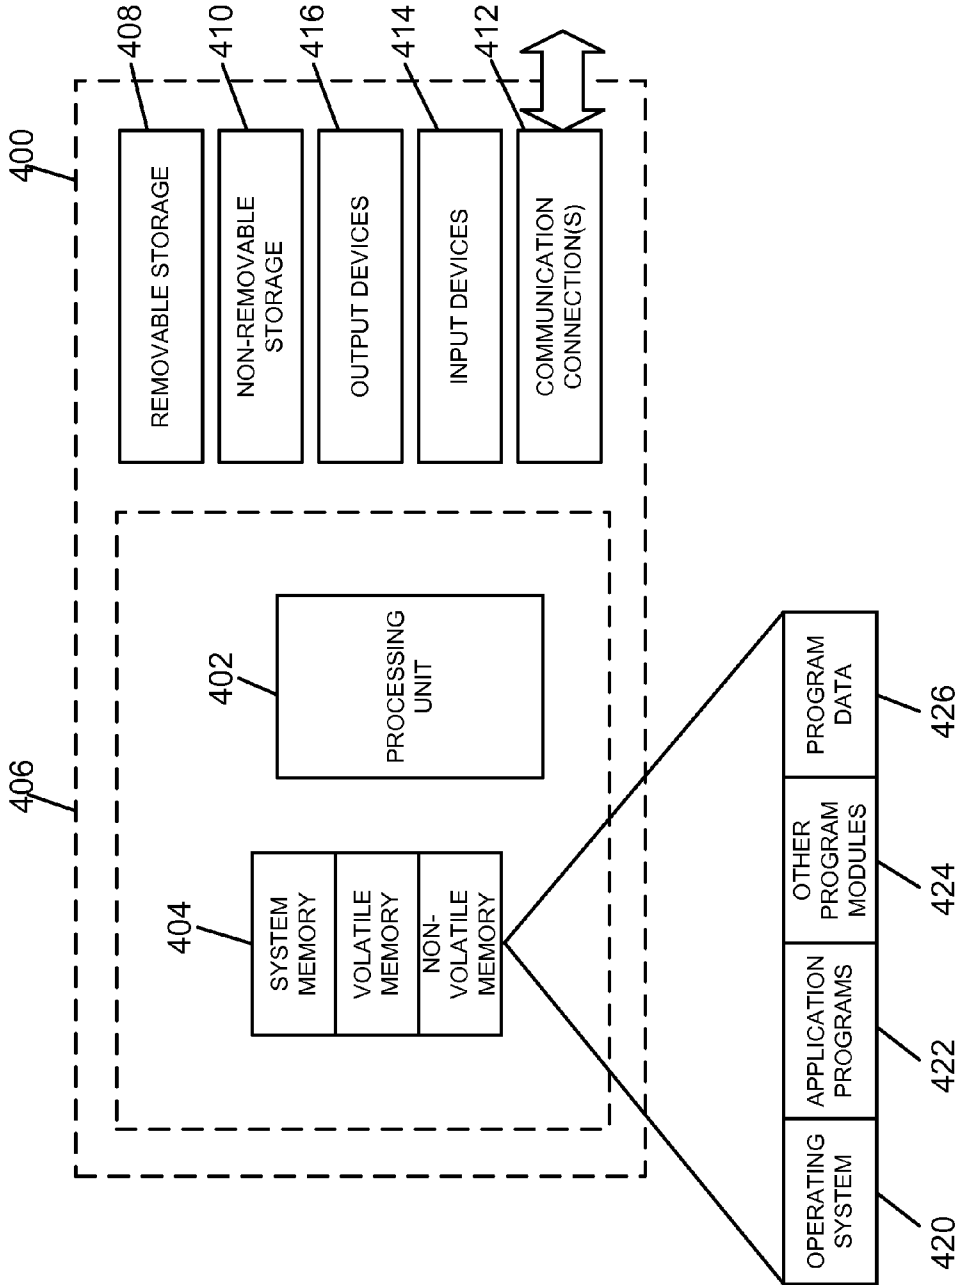 406
400
404
SYSTEM
MEMORY
VOLATILE
MEMORY
NON-
VOLATILE
MEMORY
402
PROCESSING
UNIT
REMOVABLE STORAGE
408
NON-REMOVABLE
STORAGE
410
OUTPUT DEVICES
416
INPUT DEVICES
414
COMMUNICATION
CONNECTION(S)
412
OPERATING
SYSTEM
APPLICATION
PROGRAMS
OTHER
PROGRAM
MODULES
PROGRAM
DATA
420
422
424
426